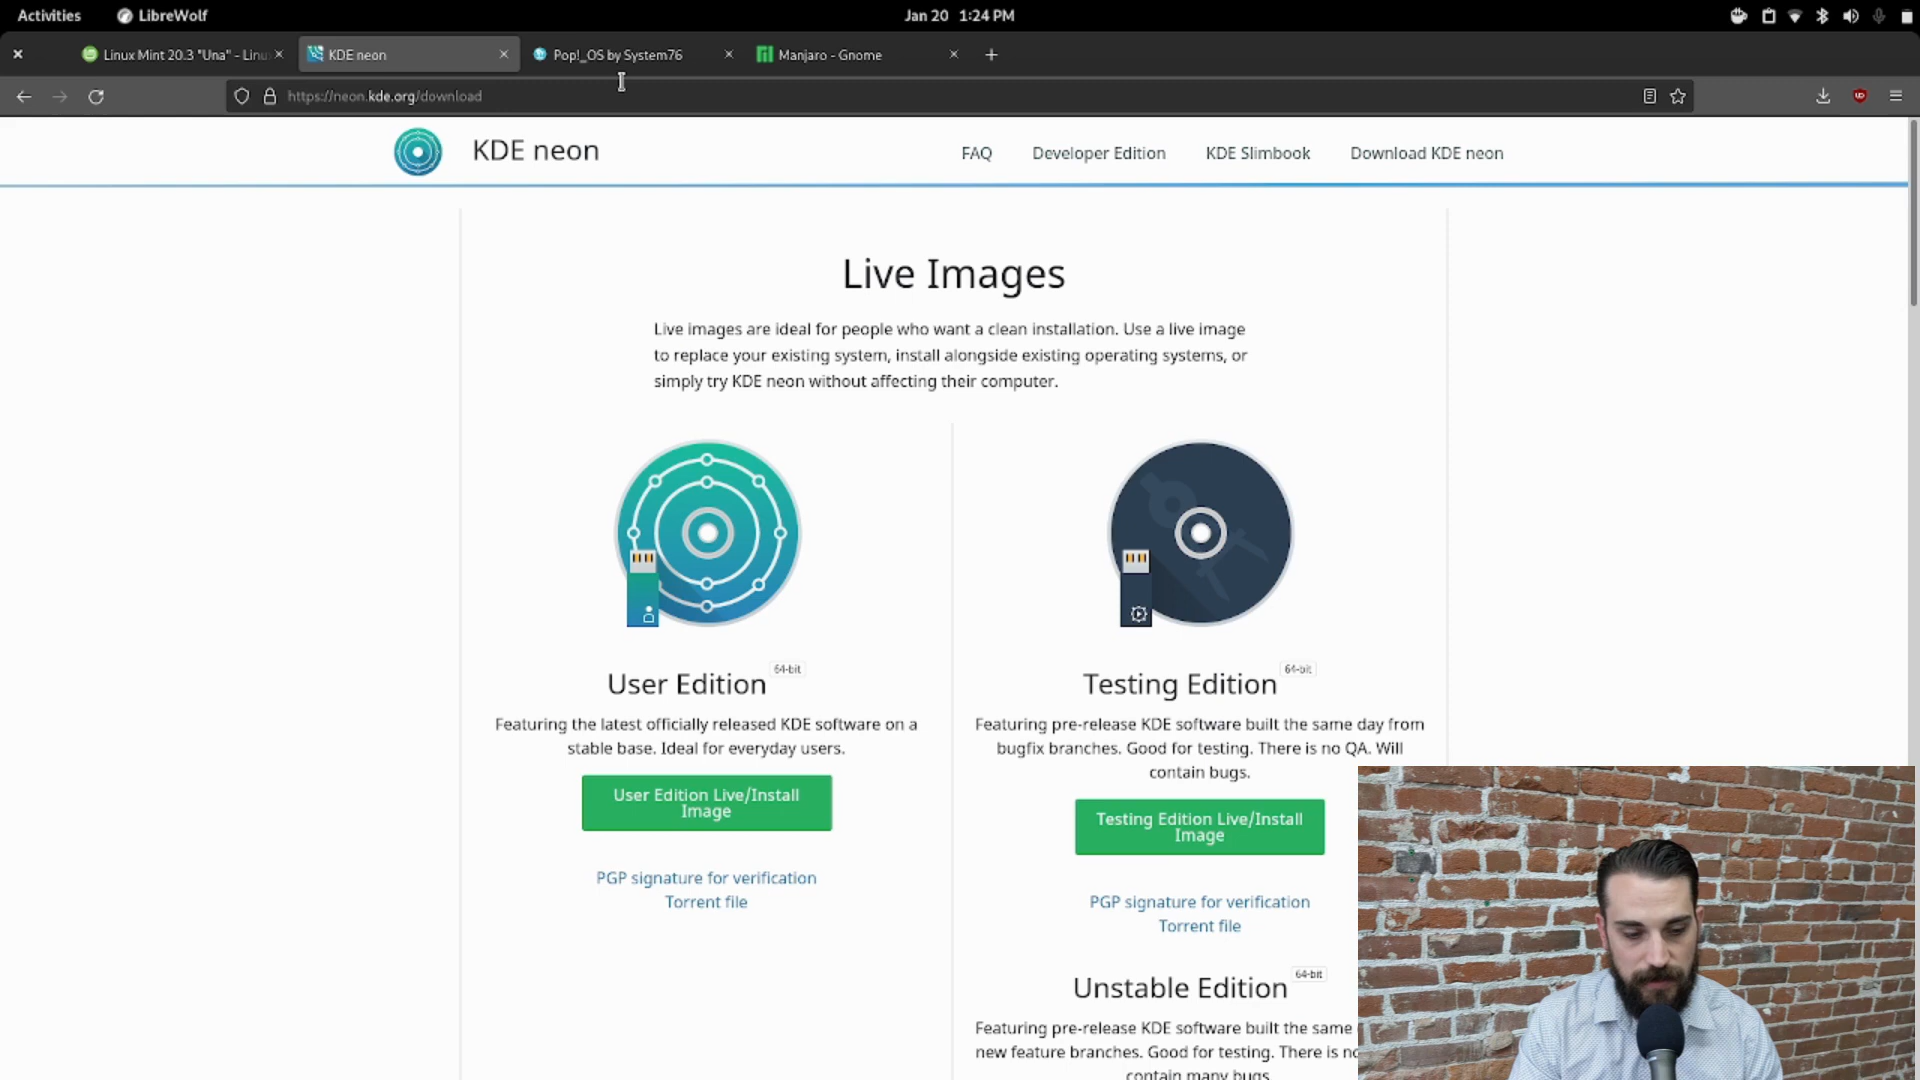 Activities
LibreWolf
Jan 20 1:24 PM
Linux Mint 20.3 "Una" - Linu
KDE neon
Pop!_OS by System76
Manjaro - Gnome
https://neon.kde.org/download
KDE neon
FAQ
Developer Edition
KDE Slimbook
Download KDE neon
Live Images
Live images are ideal for people who want a clean installation. Use a live image
to replace your existing system, install alongside existing operating systems, or
simply try KDE neon without affecting their computer.
User Edition 64-bit
Featuring the latest officially released KDE software on a
stable base. Ideal for everyday users.
User Edition Live/Install
Image
PGP signature for verification
Torrent file
Testing Edition 64-bit
Featuring pre-release KDE software built the same day from
bugfix branches. Good for testing. There is no QA. Will
contain bugs.
Testing Edition Live/Install
Image
PGP signature for verification
Torrent file
Unstable Edition 64-bit
Featuring pre-release KDE software built the same
new feature branches. Good for testing. There is no
contain many bugs